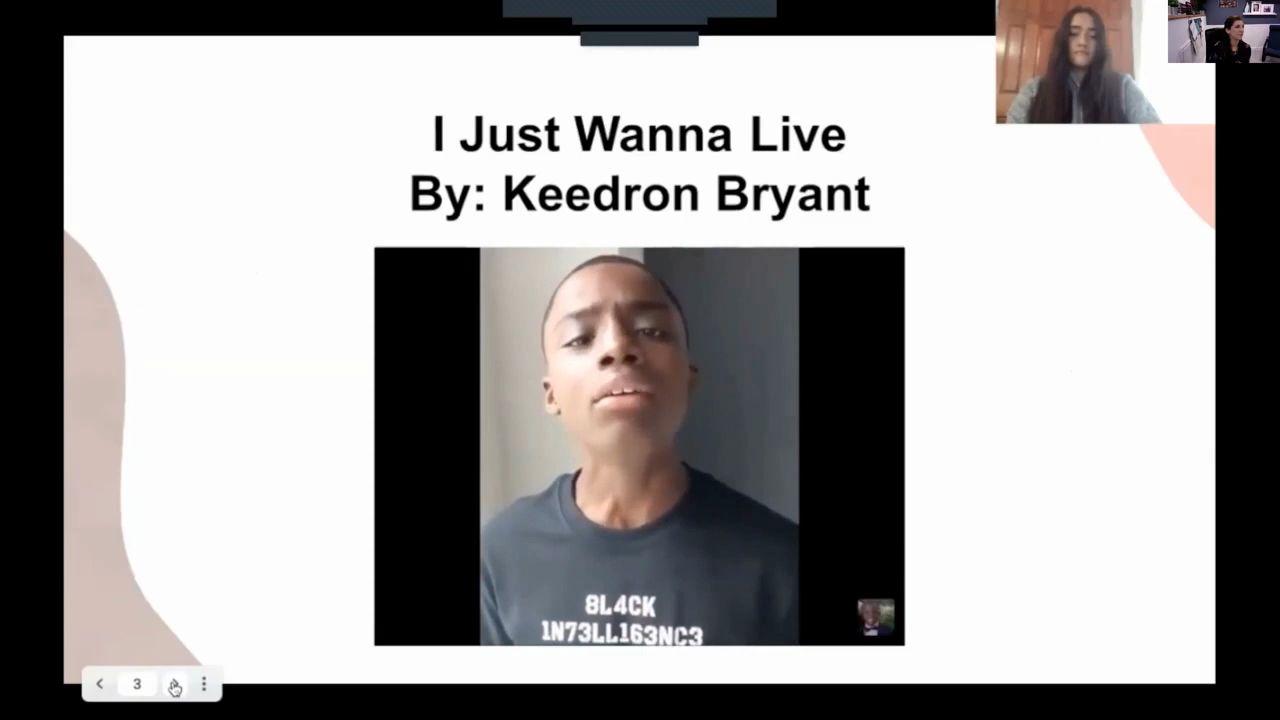 I Just Wanna Live
By: Keedron Bryant
8L4CK
1N73LL163NC3
3